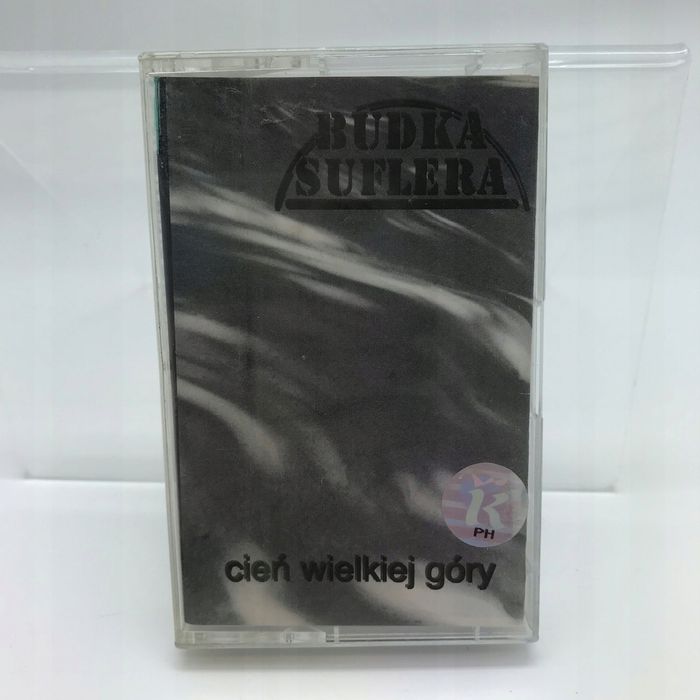 BUDKA
SUFLERA
K
PH
cień wielkiej góry